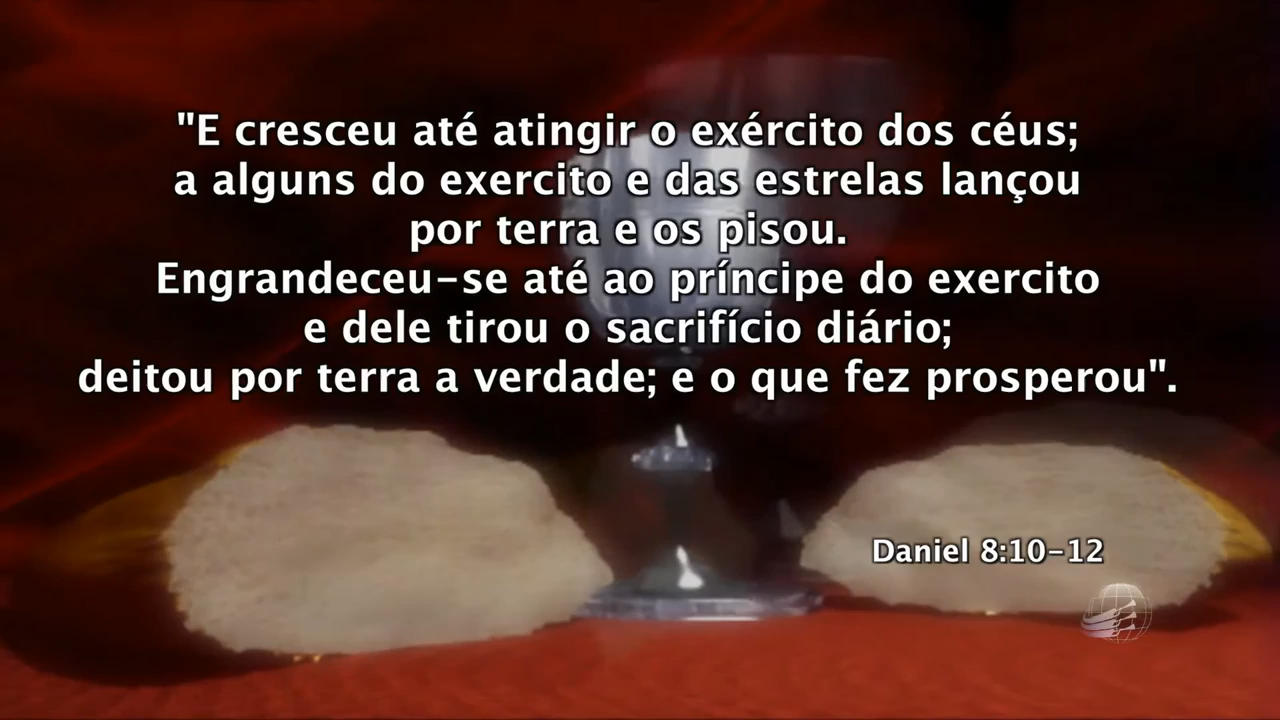 "E cresceu até atingir o exército dos céus;
a alguns do exercito e das estrelas lançou
por terra e os pisou.
Engrandeceu-se até ao príncipe do exercito
e dele tirou o sacrifício diário;
deitou por terra a verdade; e o que fez prosperou".
Daniel 8:10-12